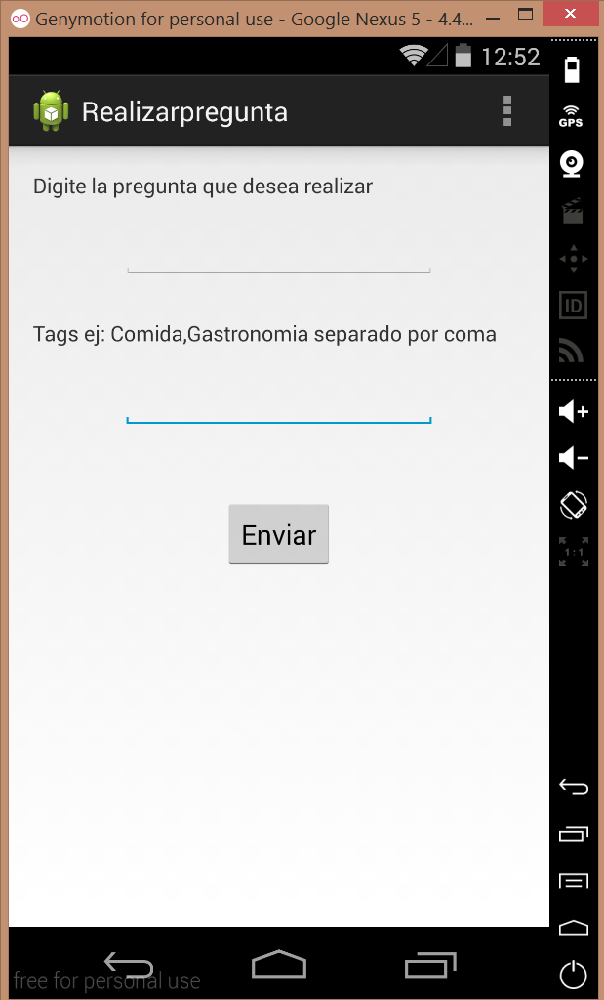 Genymotion for personal use - Google Nexus 5 - 4.4...
12:52
Realizarpregunta
GPS
Digite la pregunta que desea realizar
ID
Tags ej: Comida,Gastronomia separado por coma
Enviar
1:1
free for personal use